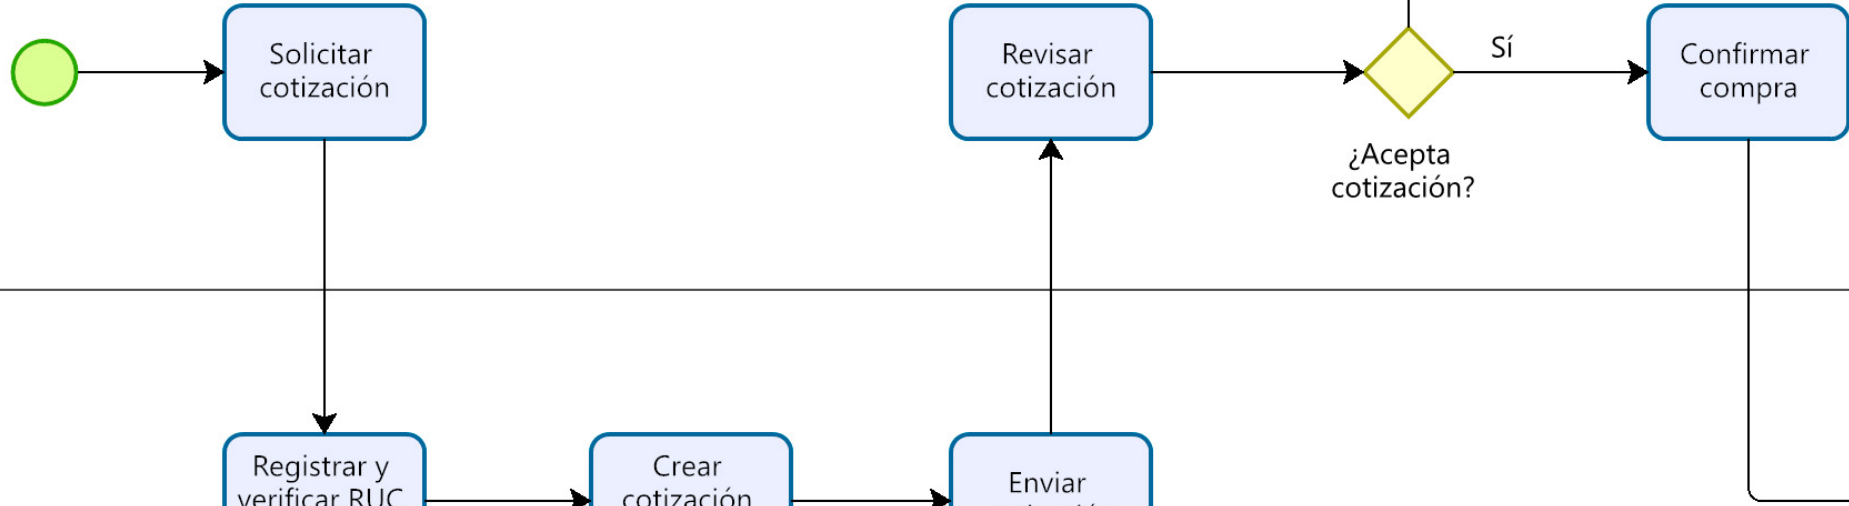 Solicitar
cotización
Revisar
cotización
¿Acepta
cotización?
Sí
Confirmar
compra
Registrar y
verificar RUC
Crear
cotización
Enviar